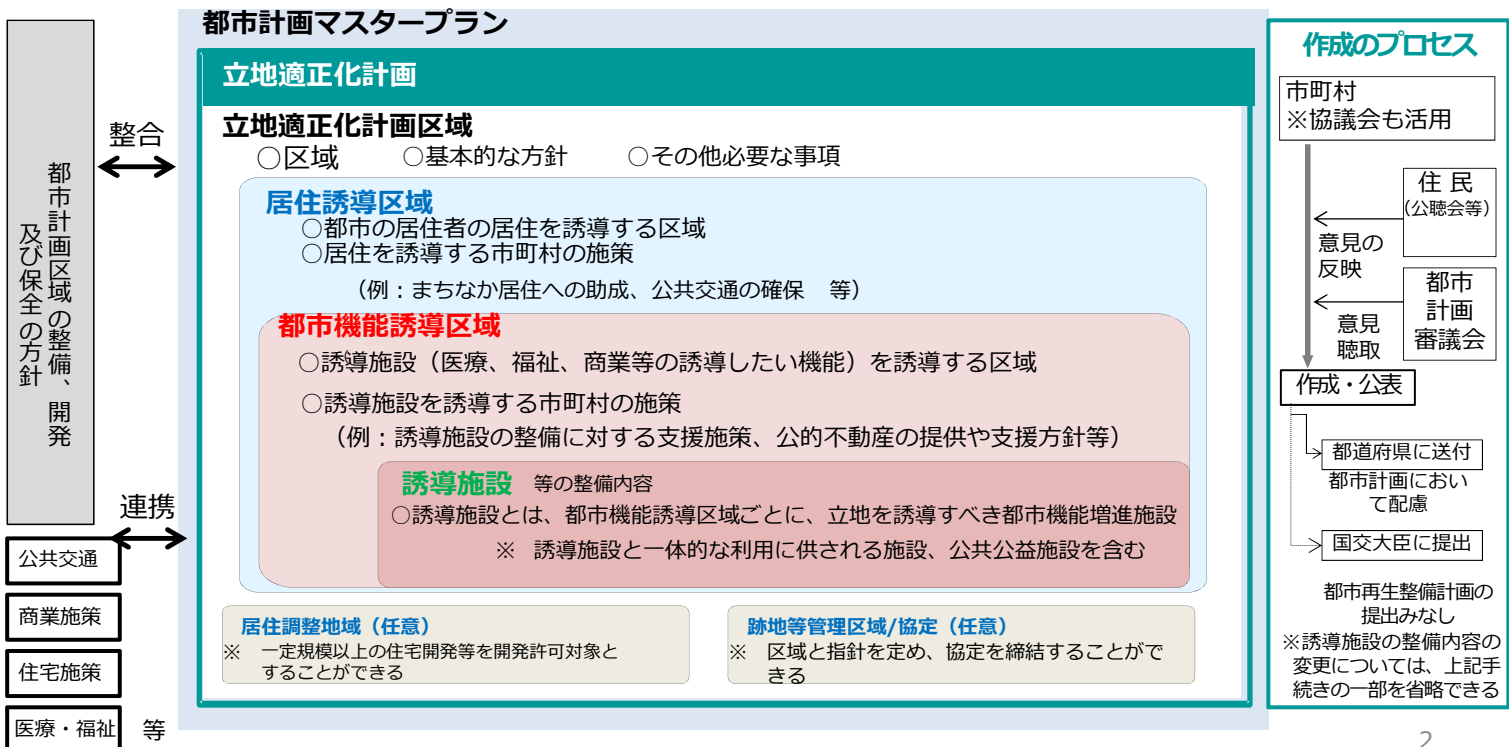 都市計画マスタープラン
都市計画区域の整備、開発
及び保全の方針
整合
連携
公共交通
商業施策
住宅施策
医療・福祉
等
立地適正化計画
立地適正化計画区域
○区域 ○基本的な方針 ○その他必要な事項
居住誘導区域
○都市の居住者の居住を誘導する区域
○居住を誘導する市町村の施策
（例：まちなか居住への助成、公共交通の確保 等）
都市機能誘導区域
○誘導施設（医療、福祉、商業等の誘導したい機能）を誘導する区域
○誘導施設を誘導する市町村の施策
（例：誘導施設の整備に対する支援施策、公的不動産の提供や支援方針等）
誘導施設 等の整備内容
○誘導施設とは、都市機能誘導区域ごとに、立地を誘導すべき都市機能増進施設
※ 誘導施設と一体的な利用に供される施設、公共公益施設を含む
居住調整地域（任意）
※ 一定規模以上の住宅開発等を開発許可対象と
することができる
跡地等管理区域/協定（任意）
※ 区域と指針を定め、協定を締結することがで
きる
作成のプロセス
市町村
※協議会も活用
住 民
(公聴会等)
意見の
反映
都市
計画
審議会
意見
聴取
作成・公表
都道府県に送付
都市計画におい
て配慮
国交大臣に提出
都市再生整備計画の
提出みなし
※誘導施設の整備内容の
変更については、上記手
続きの一部を省略できる
2